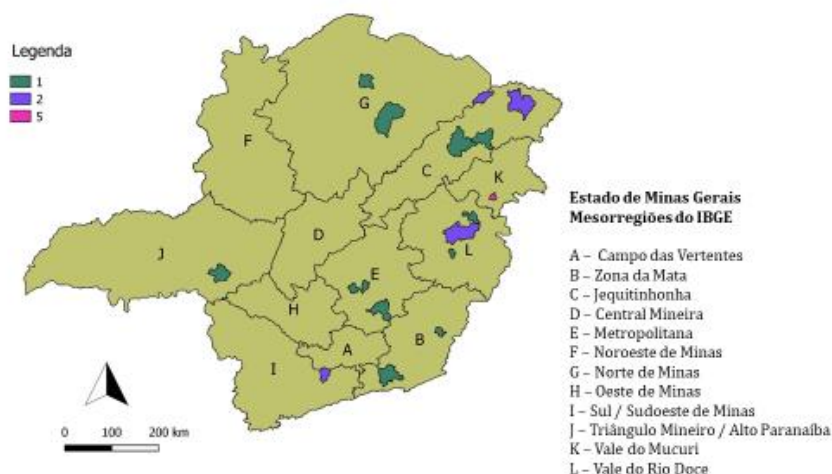 Legenda
1
2
5
G
F
C
K
D
J
L
E
H
B
A
I
0 100 200 km
Estado de Minas Gerais
Mesorregiões do IBGE
A – Campo das Vertentes
B – Zona da Mata
C – Jequitinhonha
D – Central Mineira
E – Metropolitana
F – Noroeste de Minas
G – Norte de Minas
H – Oeste de Minas
I – Sul / Sudoeste de Minas
J – Triângulo Mineiro / Alto Paranaíba
K – Vale do Mucuri
L – Vale do Rio Doce